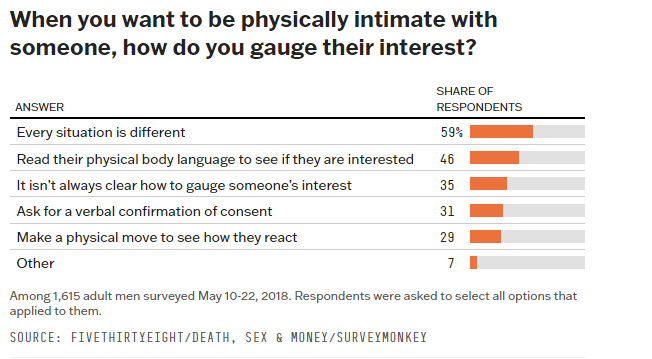 When you want to be physically intimate with
someone, how do you gauge their interest?
SHARE OF
ANSWER RESPONDENTS
Every situation is different 59%
Read their physical body language to see if they are interested 46
It isn't always clear how to gauge someone's interest 35
Ask for a verbal confirmation of consent 31
Make a physical move to see how they react 29
Other 7
Among 1,615 adult men surveyed May 10-22, 2018. Respondents were asked to select all options that
applied to them.
SOURCE: FIVETHIRTYEIGHT/DEATH, SEX & MONEY/SURVEYMONKEY